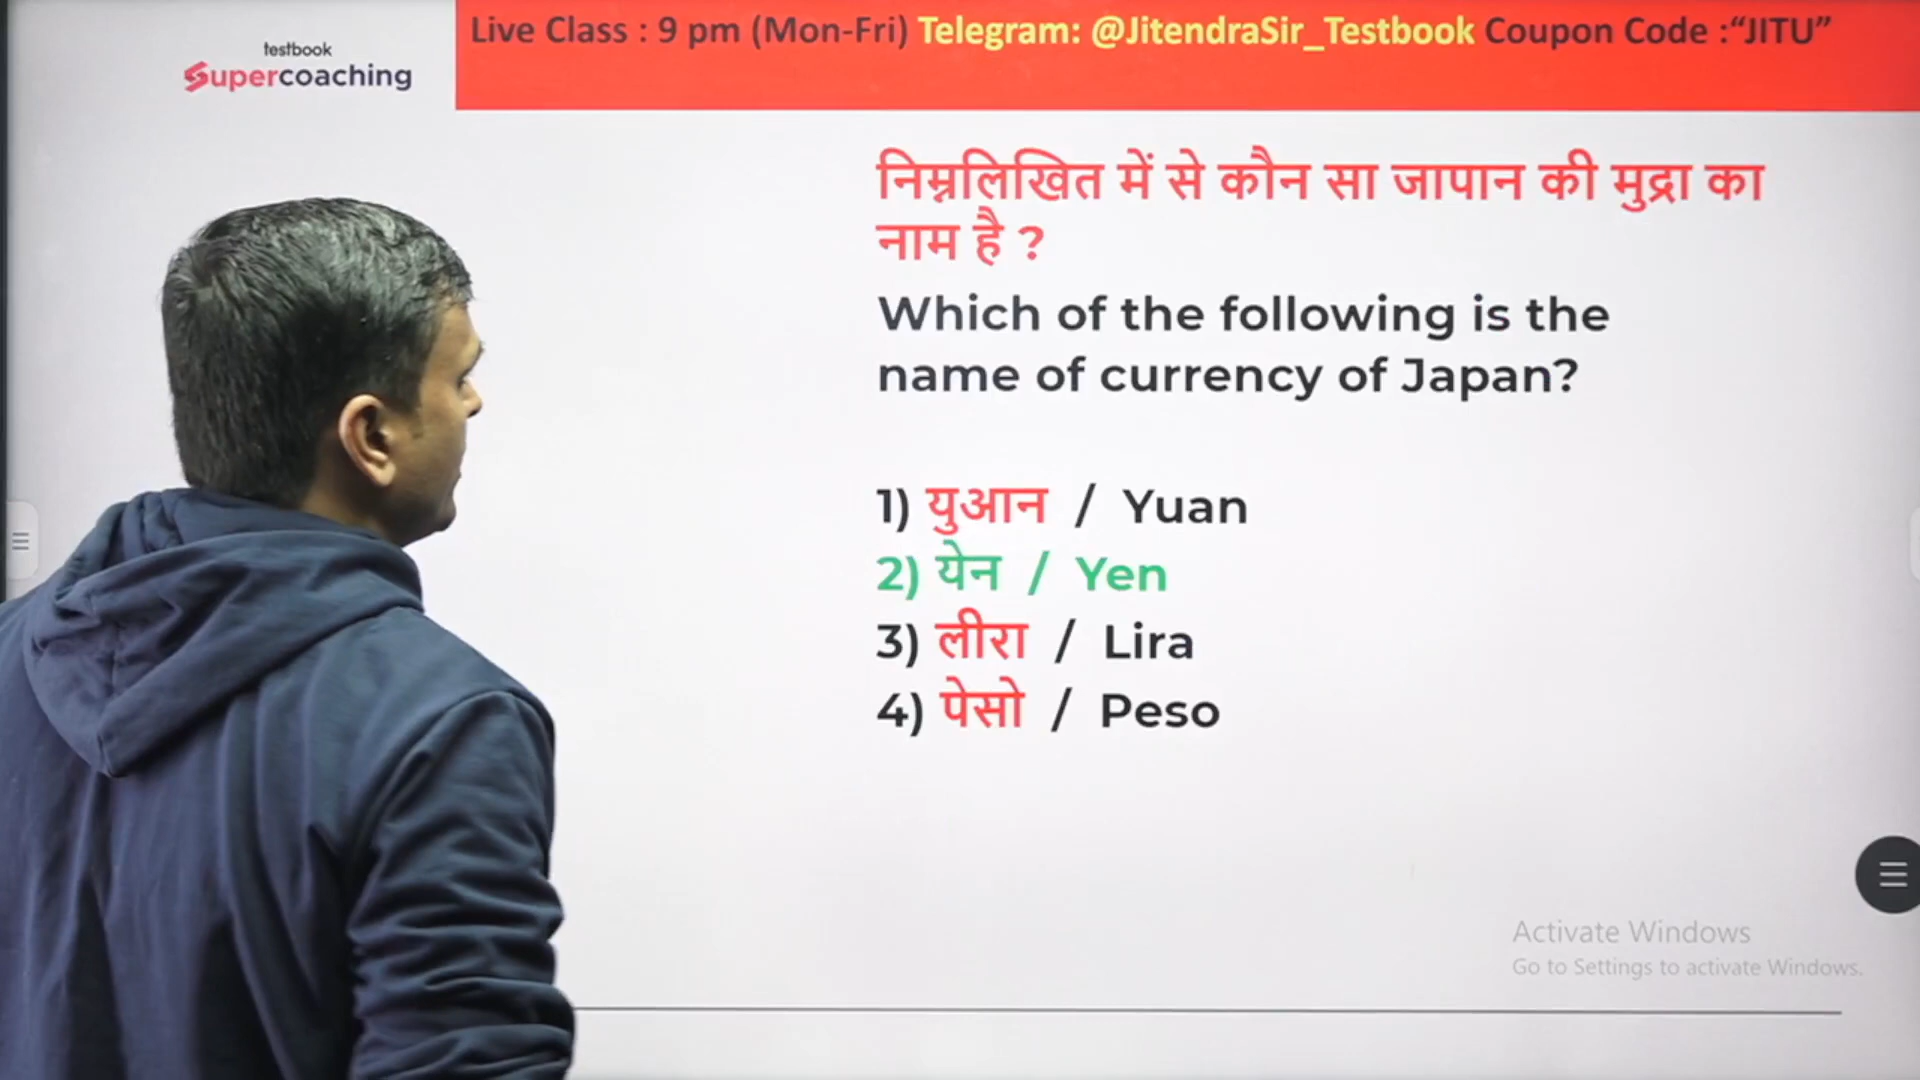 testbook
Supercoaching
Live Class : 9 pm (Mon-Fri) Telegram: @JitendraSir_Testbook Coupon Code :“JITU”
निम्नलिखित में से कौन सा जापान की मुद्रा का
नाम है ?
Which of the following is the
name of currency of Japan?
1) युआन / Yuan
2) येन / Yen
3) लीरा / Lira
4) पेसो / Peso
Activate Windows
Go to Settings to activate Windows.